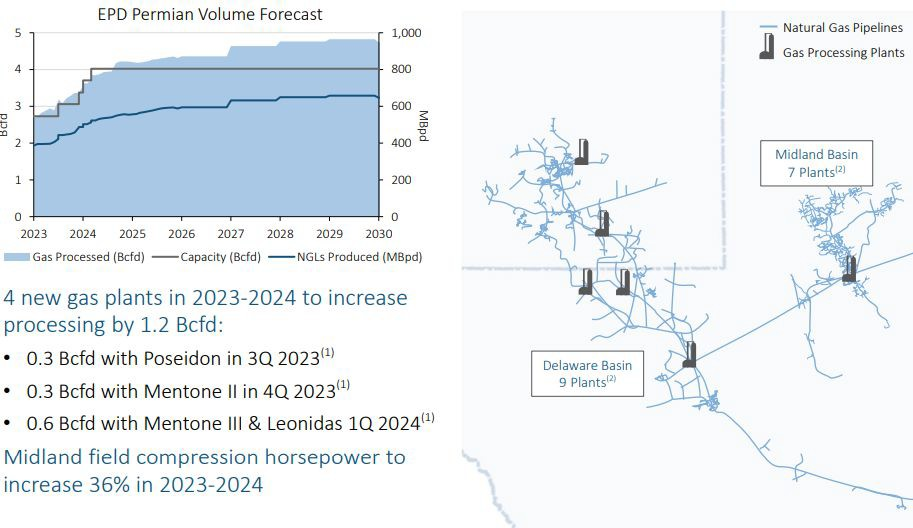 EPD Permian Volume Forecast
5
4
3
2
1
0
Bcfd
1,000
800
600
400
200
0
MBpd
2023 2024 2025 2026 2027 2028 2029 2030
Gas Processed (Bcfd) Capacity (Bcfd) NGLs Produced (MBpd)
4 new gas plants in 2023-2024 to increase
processing by 1.2 Bcfd:
• 0.3 Bcfd with Poseidon in 3Q 2023(1)
• 0.3 Bcfd with Mentone II in 4Q 2023(1)
• 0.6 Bcfd with Mentone III & Leonidas 1Q 2024(1)
Midland field compression horsepower to
increase 36% in 2023-2024
Natural Gas Pipelines
Gas Processing Plants
Midland Basin
7 Plants(2)
Delaware Basin
9 Plants(2)